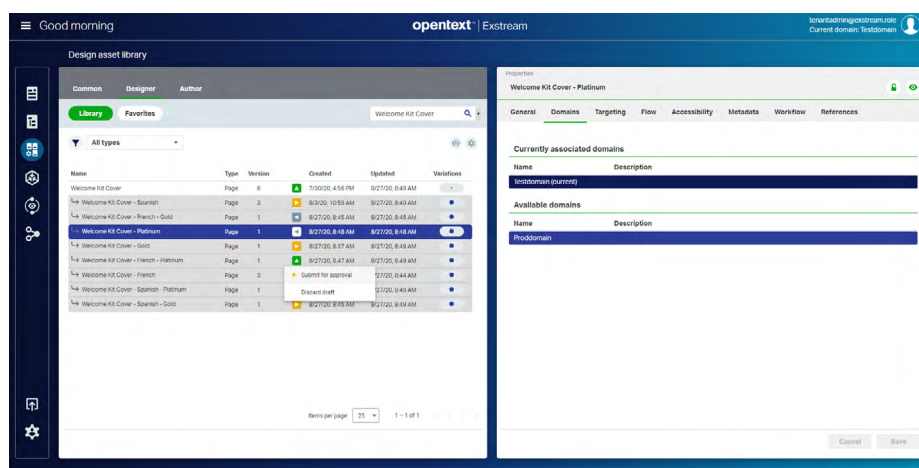 Good morning
opentext™ | Exstream
tenantadmin@exstream.role
Current domain: Testdomain
Design asset library
Common Designer Author
Library Favorites
Welcome Kit Cover
All types
Name Type Version Created Updated Variations
Welcome Kit Cover Page 6 7/30/20, 4:56 PM 8/27/20, 8:49 AM
Welcome Kit Cover - Spanish Page 3 8/3/20, 10:59 AM 8/27/20, 8:49 AM
Welcome Kit Cover - French - Gold Page 1 8/27/20, 8:45 AM 8/27/20, 8:45 AM
Welcome Kit Cover - Platinum Page 1 8/27/20, 8:48 AM 8/27/20, 8:48 AM
Welcome Kit Cover - Gold Page 1 8/27/20, 8:37 AM 8/27/20, 8:49 AM
Welcome Kit Cover - French - Platinum Page 1 8/27/20, 8:47 AM 8/27/20, 8:49 AM
Welcome Kit Cover - French Page 3 8/27/20, 8:44 AM
Submit for approval
Welcome Kit Cover - Spanish - Platinum Page 1 8/27/20, 8:49 AM
Discard draft
Welcome Kit Cover - Spanish - Gold Page 1 8/27/20, 8:45 AM 8/27/20, 8:49 AM
Items per page: 25 1 – 1 of 1
Properties
Welcome Kit Cover - Platinum
General Domains Targeting Flow Accessibility Metadata Workflow References
Currently associated domains
Name Description
Testdomain (current)
Available domains
Name Description
Proddomain
Cancel Save